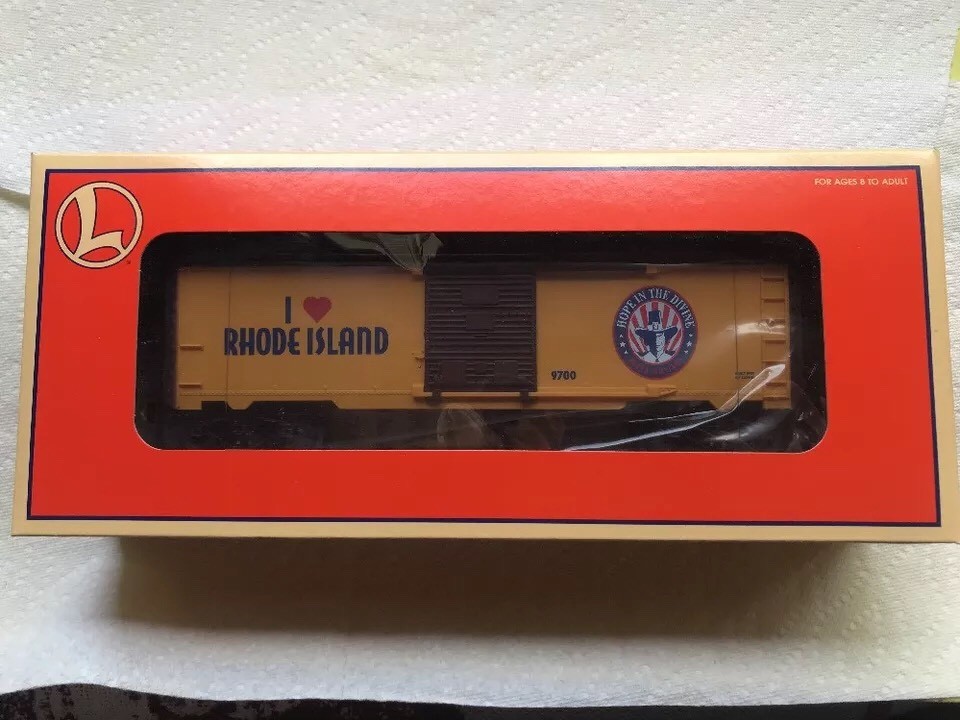 FOR AGES 8 TO ADULT
L
I ♥
RHODE ISLAND
HOPE IN THE DIVINE
9700